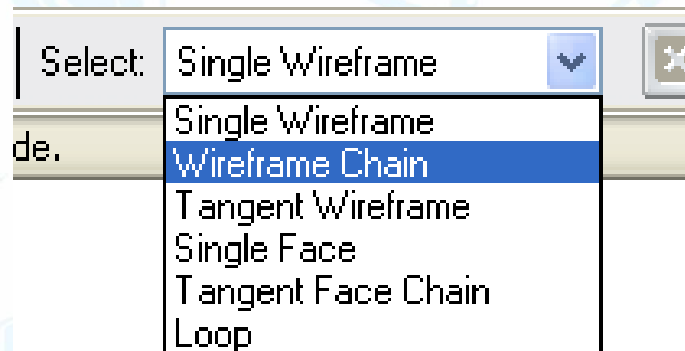 Select: Single Wireframe
Single Wireframe
de.
Wireframe Chain
Tangent Wireframe
Single Face
Tangent Face Chain
Loop